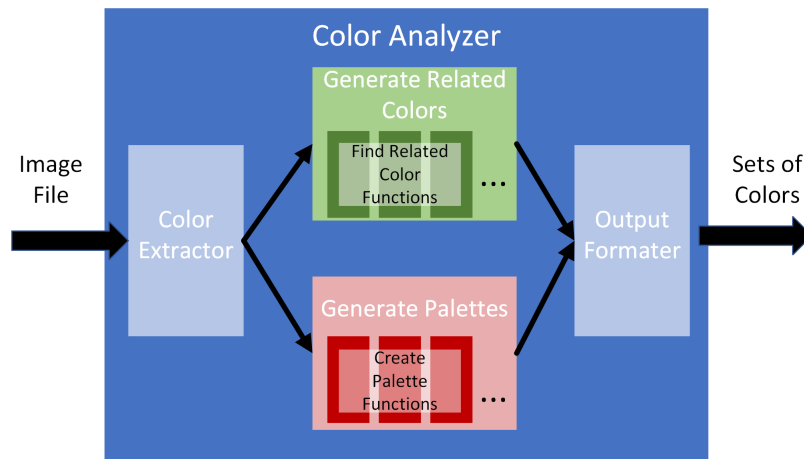 Color Analyzer
Image
File
Color
Extractor
Generate Related
Colors
Find Related
Color
Functions
...
Generate Palettes
Create
Palette
Functions
...
Output
Formater
Sets of
Colors